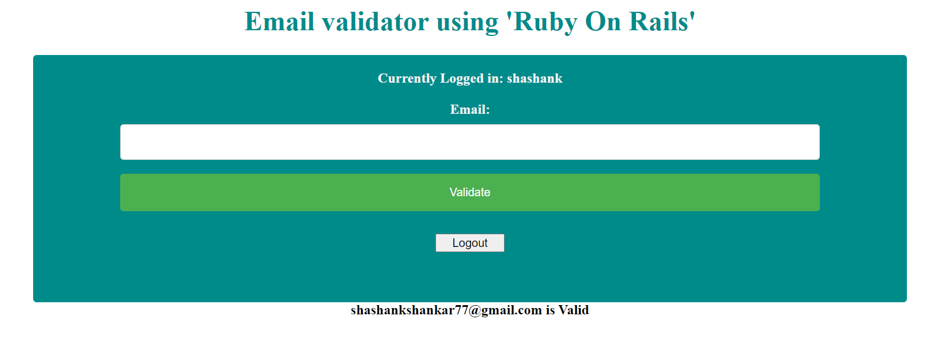 Email validator using 'Ruby On Rails'
Currently Logged in: shashank
Email:
Validate
Logout
shashankshankar77@gmail.com is Valid